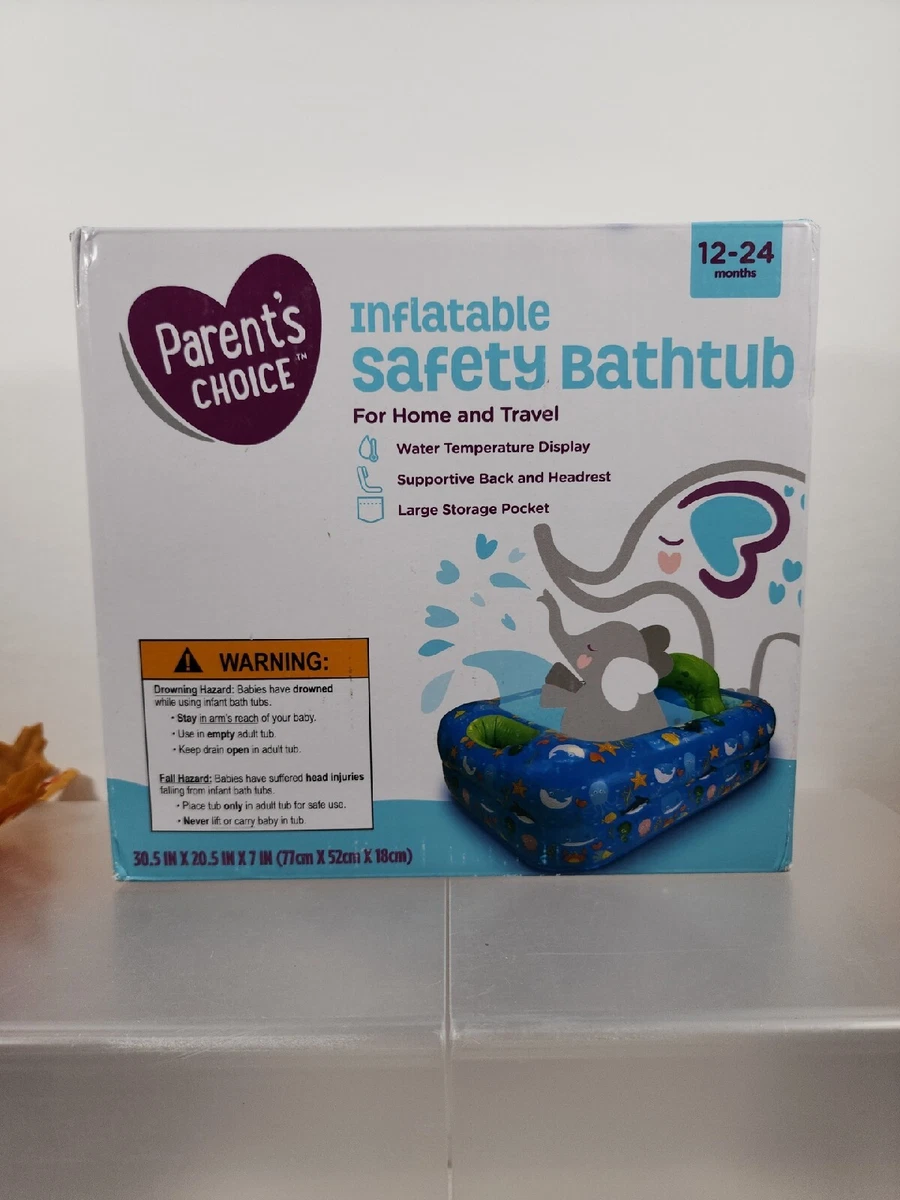 12-24
months
Parent's
CHOICE™
Inflatable
Safety Bathtub
For Home and Travel
Water Temperature Display
Supportive Back and Headrest
Large Storage Pocket
WARNING:
Drowning Hazard: Babies have drowned
while using infant bath tubs.
• Stay in arm's reach of your baby.
• Use in empty adult tub.
• Keep drain open in adult tub.
Fall Hazard: Babies have suffered head injuries
falling from infant bath tubs.
• Place tub only in adult tub for safe use.
• Never lift or carry baby in tub.
30.5 IN X 20.5 IN X 7 IN (77cm X 52cm X 18cm)